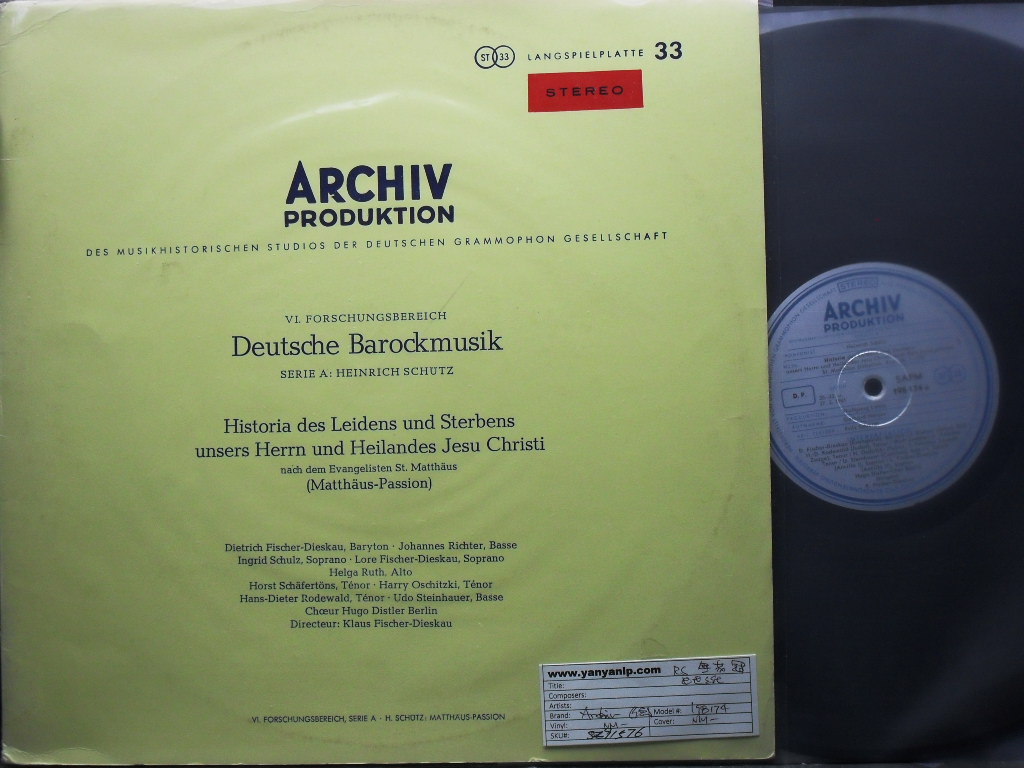 ST 33 LANGSPIELPLATTE 33
STEREO
ARCHIV
PRODUKTION
DES MUSIKHISTORISCHEN STUDIOS DER DEUTSCHEN GRAMMOPHON GESELLSCHAFT
VI. FORSCHUNGSBEREICH
Deutsche Barockmusik
SERIE A: HEINRICH SCHUTZ
Historia des Leidens und Sterbens
unsers Herrn und Heilandes Jesu Christi
nach dem Evangelisten St. Matthäus
(Matthäus-Passion)
Dietrich Fischer-Dieskau, Baryton · Johannes Richter, Basse
Ingrid Schulz, Soprano · Lore Fischer-Dieskau, Soprano
Helga Ruth, Alto
Horst Schäfertöns, Ténor · Harry Oschitzki, Ténor
Hans-Dieter Rodewald, Ténor · Udo Steinhauer, Basse
Chœur Hugo Distler Berlin
Directeur: Klaus Fischer-Dieskau
VI. FORSCHUNGSBEREICH, SERIE A · H. SCHÜTZ: MATTHÄUS-PASSION
www.yanyanlp.com
Title:
Composers:
Artists:
Brand: Archiv Model #: 198174
Vinyl: NM- Cover: NM-
SKU#:
STEREO
ARCHIV
PRODUKTION